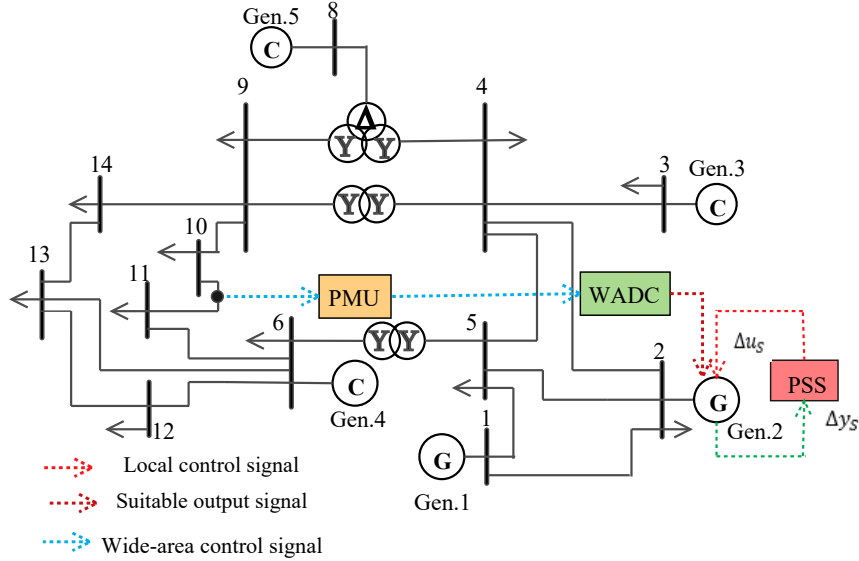 Gen.5
8
C
9
4
Δ
Y Y
14
3
Gen.3
Y Y
C
10
13
11
PMU
WADC
6
5
Y Y
2
Δu_S
PSS
C
G
Gen.4
12
1
Gen.2
Δy_S
G
Gen.1
Local control signal
Suitable output signal
Wide-area control signal